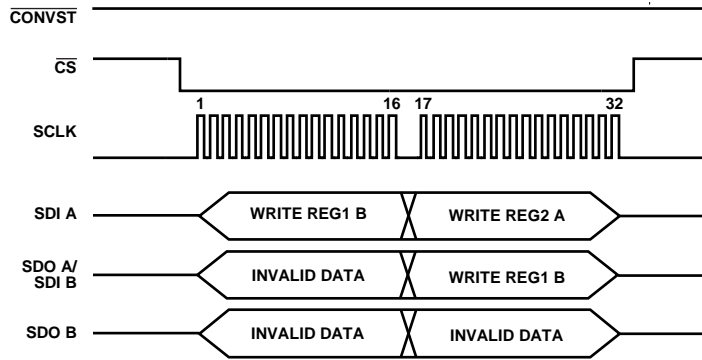 CONVST
CS
1 16 17 32
SCLK
SDI A WRITE REG1 B WRITE REG2 A
SDO A/
SDI B INVALID DATA WRITE REG1 B
SDO B INVALID DATA INVALID DATA